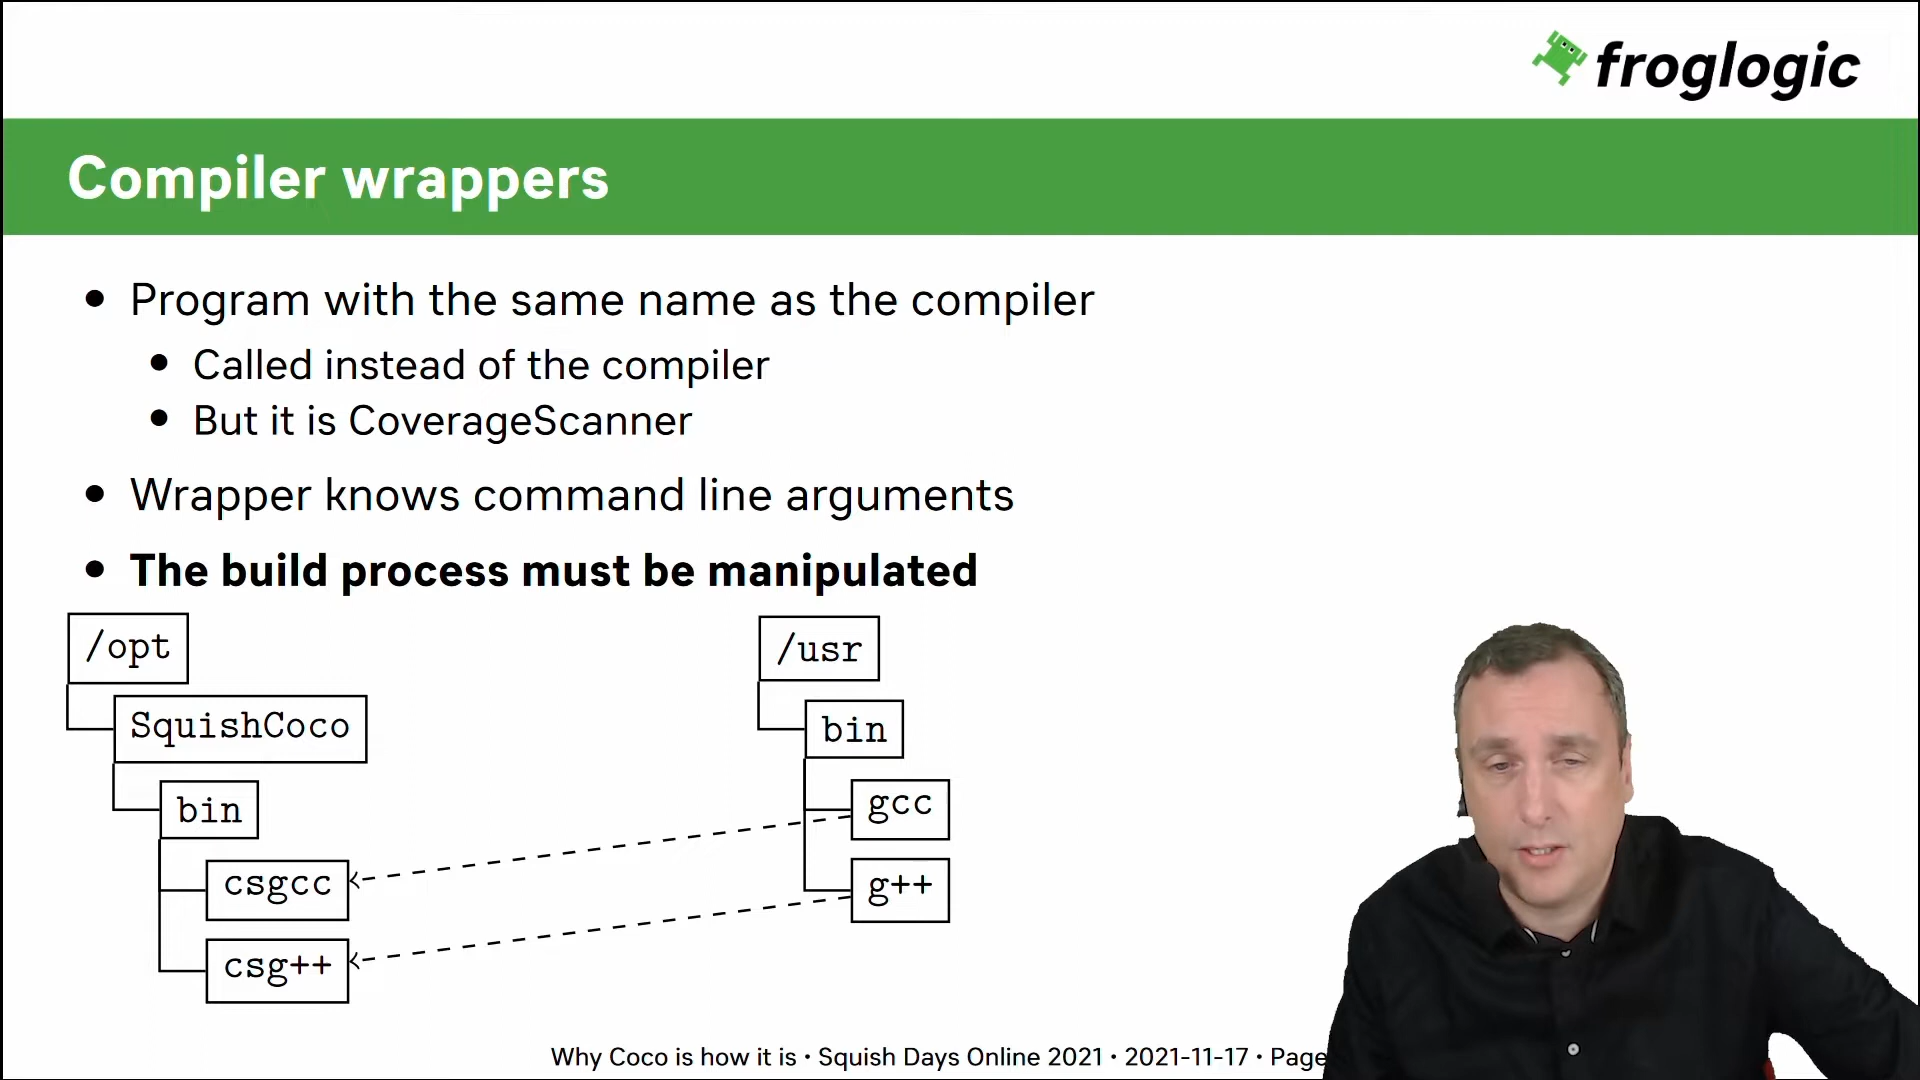 froglogic
Compiler wrappers
• Program with the same name as the compiler
• Called instead of the compiler
• But it is CoverageScanner
• Wrapper knows command line arguments
• The build process must be manipulated
/opt
SquishCoco
bin
csgcc
csg++
/usr
bin
gcc
g++
Why Coco is how it is • Squish Days Online 2021 • 2021-11-17 • Page